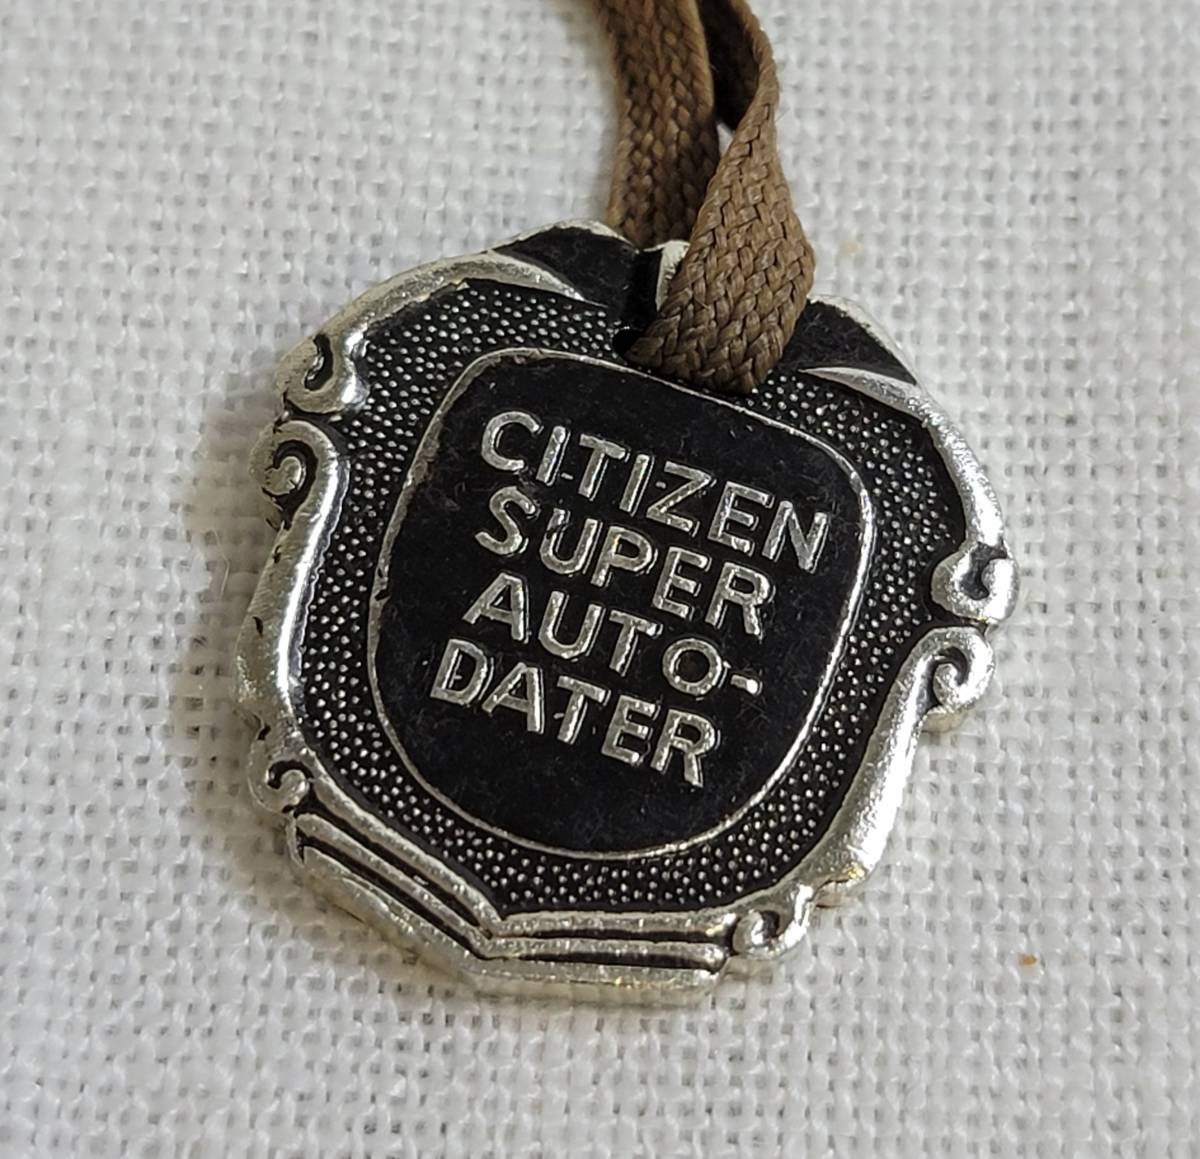 CITIZEN
SUPER
AUTO-
DATER